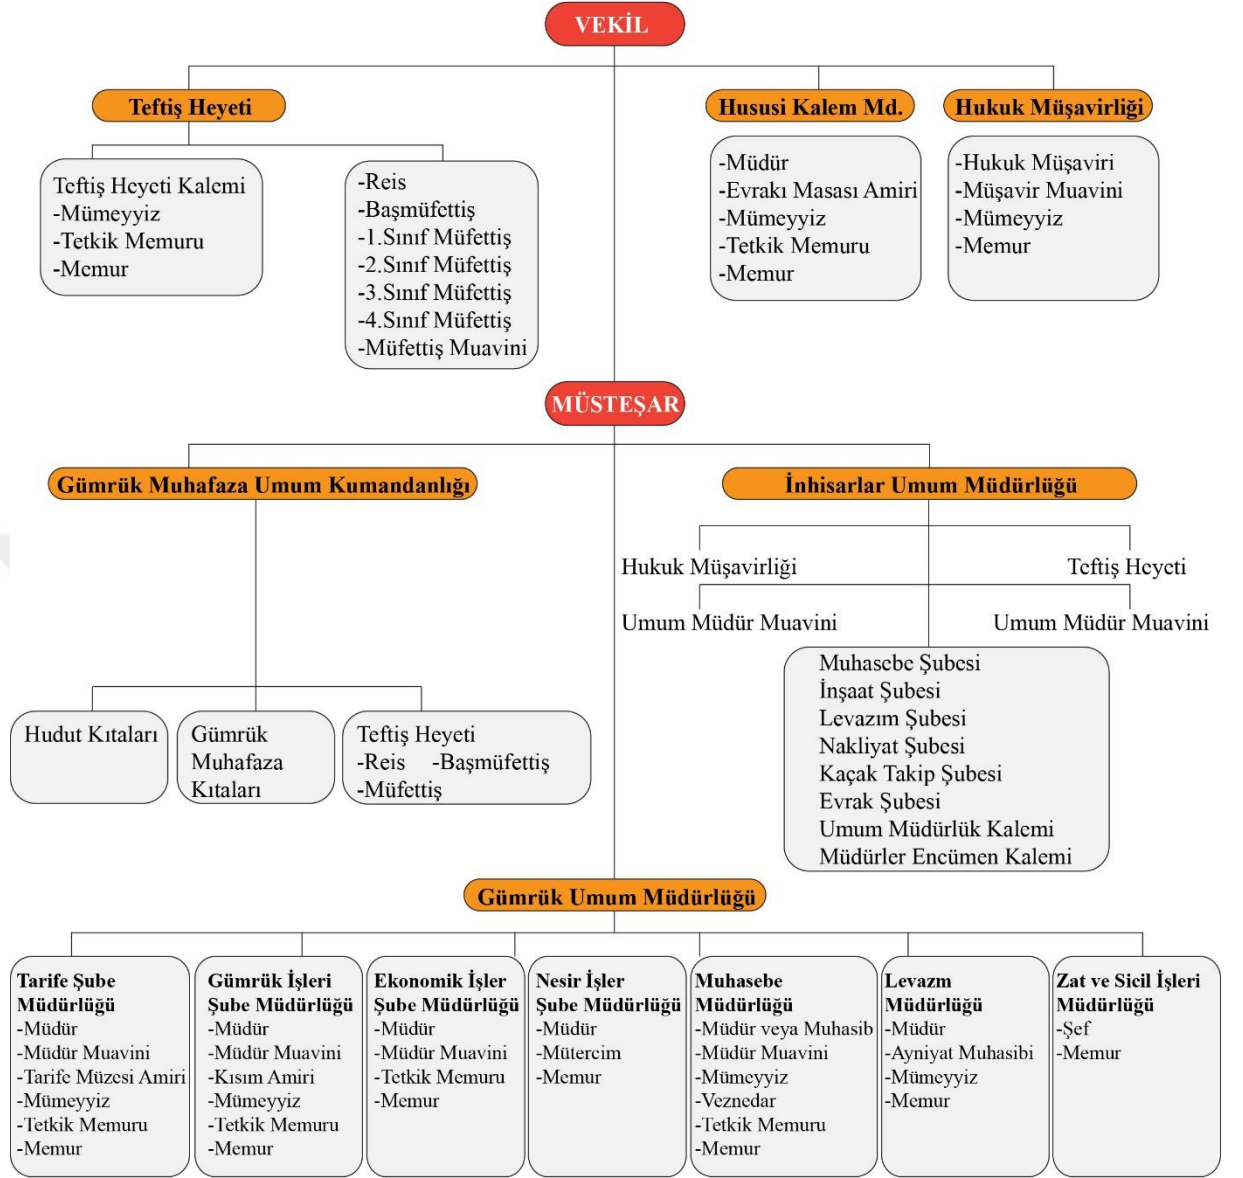 VEKİL
Teftiş Heyeti
Hususi Kalem Md.
Hukuk Müşavirliği
Teftiş Heyeti Kalemi
-Mümeyyiz
-Tetkik Memuru
-Memur
-Reis
-Başmüfettiş
-1.Sınıf Müfettiş
-2.Sınıf Müfettiş
-3.Sınıf Müfettiş
-4.Sınıf Müfettiş
-Müfettiş Muavini
-Müdür
-Evrakı Masası Amiri
-Mümeyyiz
-Tetkik Memuru
-Memur
-Hukuk Müşaviri
-Müşavir Muavini
-Mümeyyiz
-Memur
MÜSTEŞAR
Gümrük Muhafaza Umum Kumandanlığı
İnhisarlar Umum Müdürlüğü
Hukuk Müşavirliği
Teftiş Heyeti
Umum Müdür Muavini
Umum Müdür Muavini
Hudut Kıtaları
Gümrük
Muhafaza
Kıtaları
Teftiş Heyeti
-Reis -Başmüfettiş
-Müfettiş
Muhasebe Şubesi
İnşaat Şubesi
Levazım Şubesi
Nakliyat Şubesi
Kaçak Takip Şubesi
Evrak Şubesi
Umum Müdürlük Kalemi
Müdürler Encümen Kalemi
Gümrük Umum Müdürlüğü
Tarife Şube
Müdürlüğü
-Müdür
-Müdür Muavini
-Tarife Müzesi Amiri
-Mümeyyiz
-Tetkik Memuru
-Memur
Gümrük İşleri
Şube Müdürlüğü
-Müdür
-Müdür Muavini
-Kısım Amiri
-Mümeyyiz
-Tetkik Memuru
-Memur
Ekonomik İşler
Şube Müdürlüğü
-Müdür
-Müdür Muavini
-Tetkik Memuru
-Memur
Nesir İşler
Şube Müdürlüğü
-Müdür
-Mütercim
-Memur
Muhasebe
Müdürlüğü
-Müdür veya Muhasib
-Müdür Muavini
-Mümeyyiz
-Veznedar
-Tetkik Memuru
-Memur
Levazm
Müdürlüğü
-Müdür
-Ayniyat Muhasibi
-Mümeyyiz
-Memur
Zat ve Sicil İşleri
Müdürlüğü
-Şef
-Memur